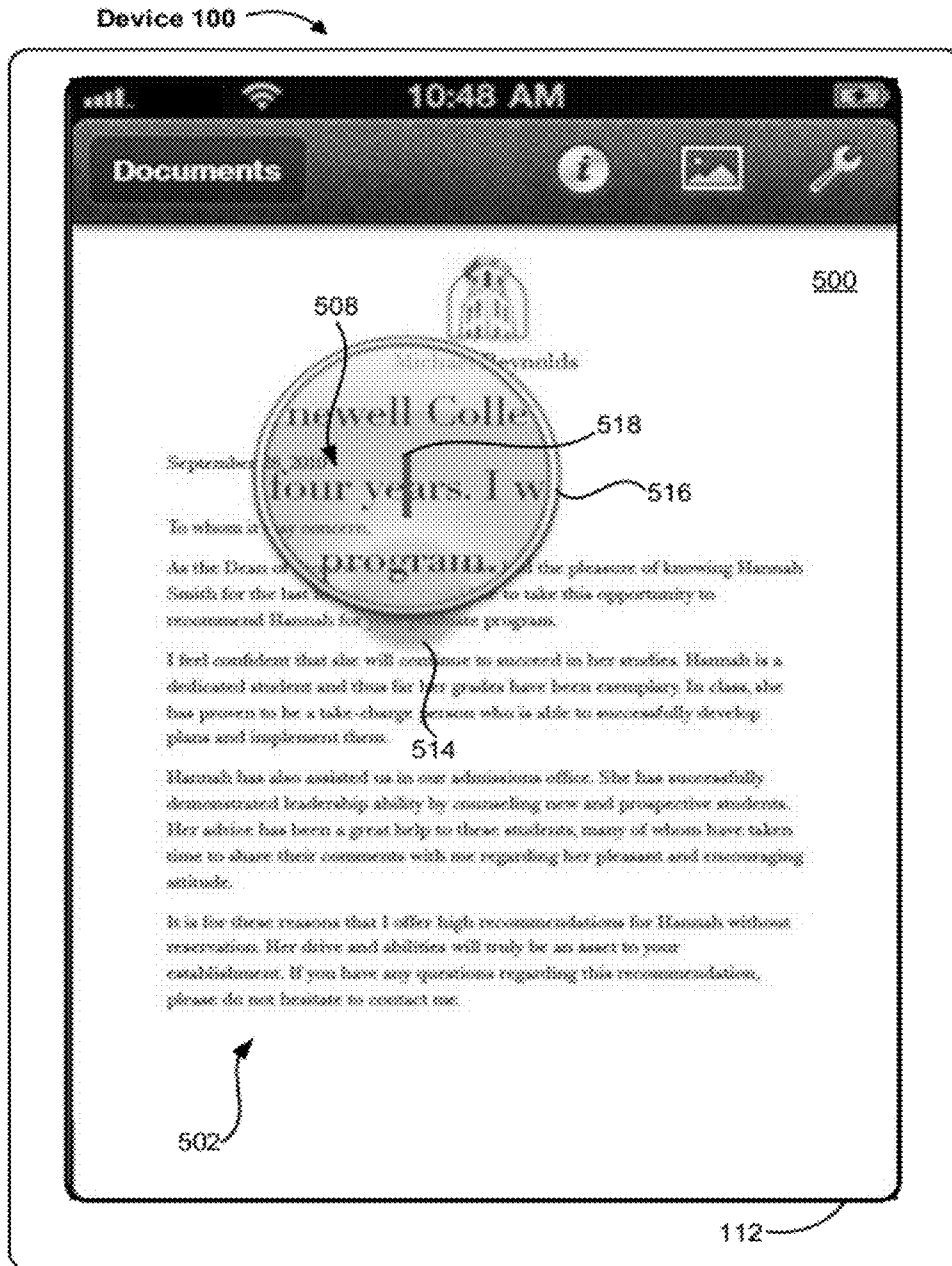 Device 100
10:48 AM
Documents
500
508
Reynolds
newell Colle
518
September
four years. I w
516
To whom it concern,
program.
As the Dean the pleasure of knowing Hannah
Smith for the last to take this opportunity to
recommend Hannah for program.
I feel confident that she will continue to succeed in her studies. Hannah is a
dedicated student and thus far her grades have been exemplary. In class, she
has proven to be a take-charge person who is able to successfully develop
plans and implement them.
514
Hannah has also assisted us in our admissions office. She has successfully
demonstrated leadership ability by counseling new and prospective students.
Her advice has been a great help to these students, many of whom have taken
time to share their comments with me regarding her pleasant and encouraging
attitude.
It is for these reasons that I offer high recommendations for Hannah without
reservation. Her drive and abilities will truly be an asset to your
establishment. If you have any questions regarding this recommendation,
please do not hesitate to contact me.
502
112